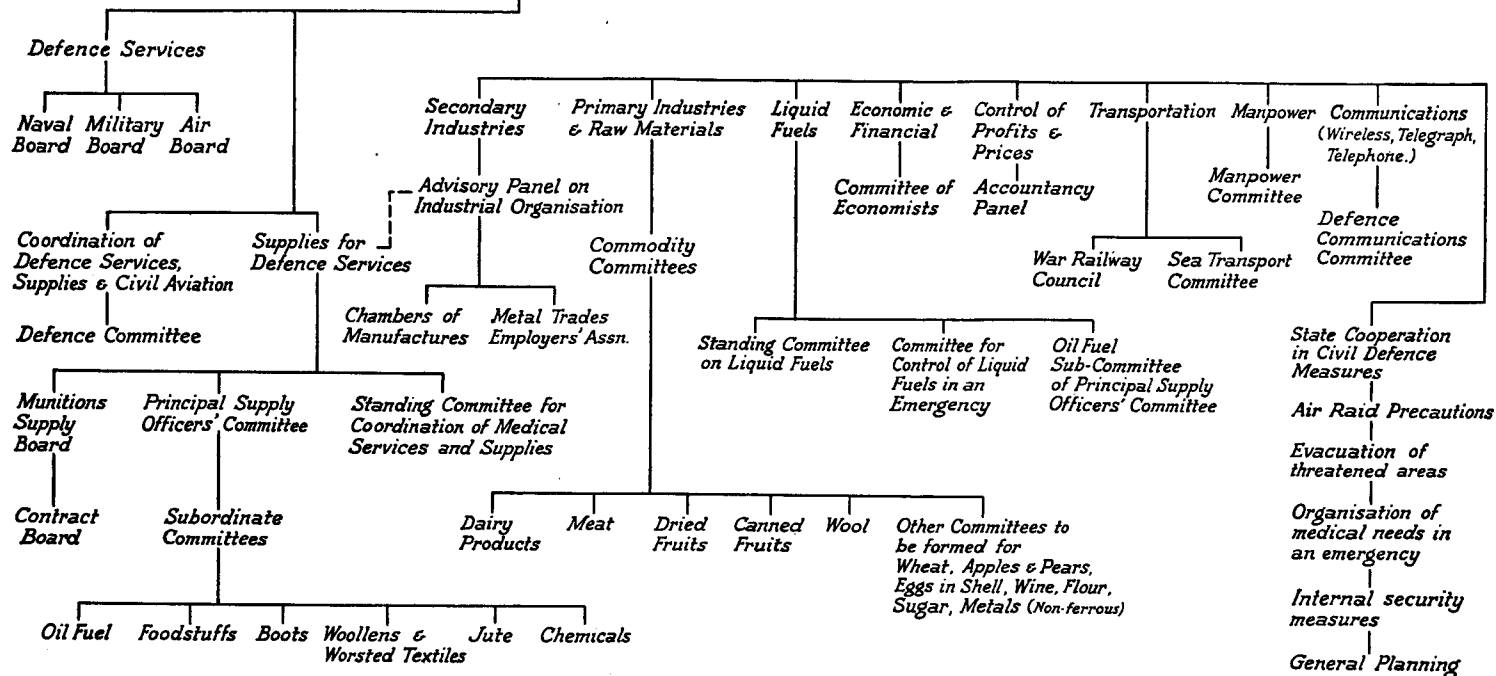 Defence Services
Naval Board
Military Board
Air Board
Coordination of
Defence Services,
Supplies & Civil Aviation
Defence Committee
Supplies for
Defence Services
Munitions
Supply
Board
Contract
Board
Principal Supply
Officers' Committee
Subordinate
Committees
Oil Fuel
Foodstuffs
Boots
Woollens &
Worsted Textiles
Jute
Chemicals
Standing Committee for
Coordination of Medical
Services and Supplies
Secondary
Industries
Advisory Panel on
Industrial Organisation
Chambers of
Manufactures
Metal Trades
Employers' Assn.
Primary Industries
& Raw Materials
Commodity
Committees
Dairy
Products
Meat
Dried
Fruits
Canned
Fruits
Wool
Other Committees to
be formed for
Wheat, Apples & Pears,
Eggs in Shell, Wine, Flour,
Sugar, Metals (Non-ferrous)
Liquid
Fuels
Standing Committee
on Liquid Fuels
Committee for
Control of Liquid
Fuels in an
Emergency
Oil Fuel
Sub-Committee
of Principal Supply
Officers' Committee
Economic &
Financial
Committee of
Economists
Control of
Profits &
Prices
Accountancy
Panel
Transportation
War Railway
Council
Sea Transport
Committee
Manpower
Manpower
Committee
Communications
(Wireless, Telegraph,
Telephone.)
Defence
Communications
Committee
State Cooperation
in Civil Defence
Measures
Air Raid Precautions
Evacuation of
threatened areas
Organisation of
medical needs in
an emergency
Internal security
measures
General Planning